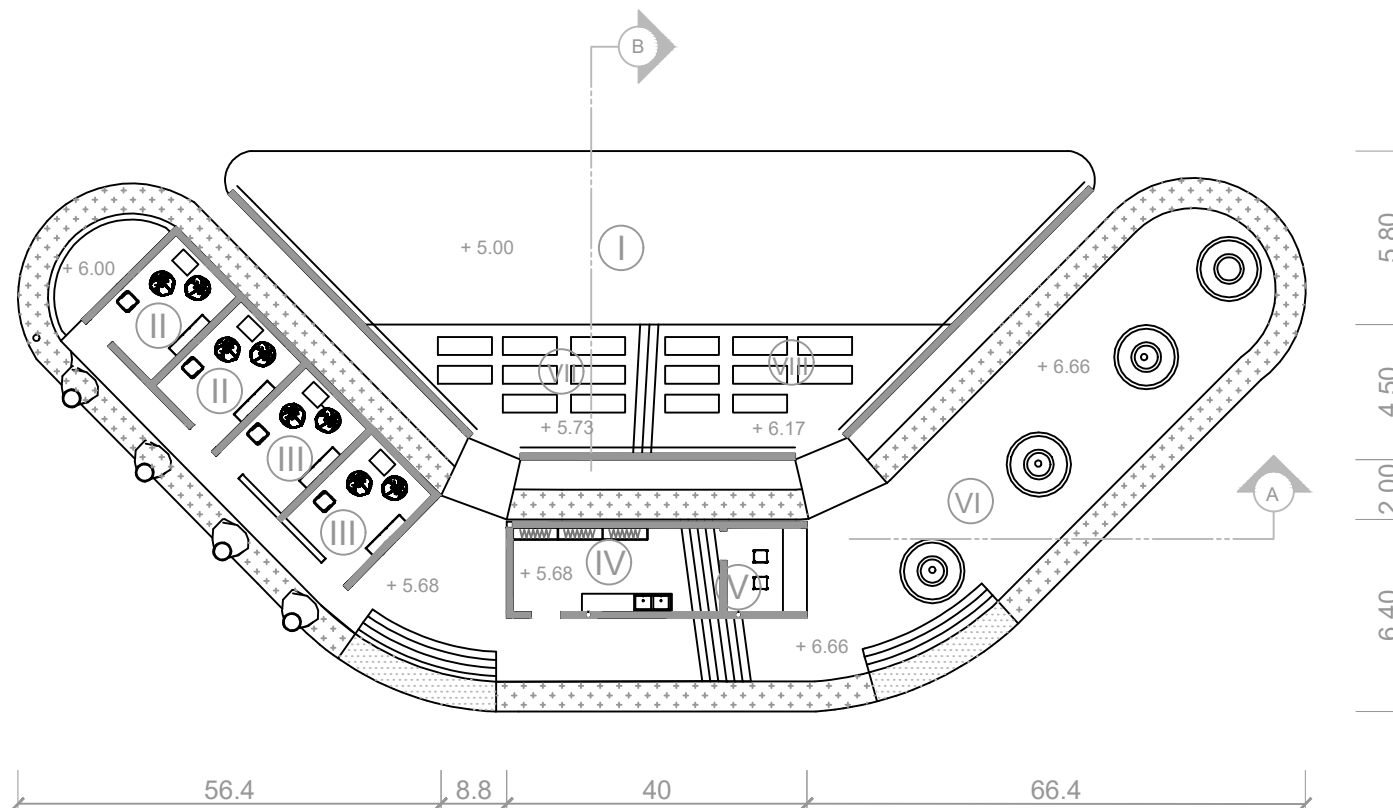 B
+ 5.00
I
5.80
+ 6.00
II
II
III
III
VII
VIII
+ 5.73
+ 6.17
+ 6.66
4.50
VI
A
2.00
+ 5.68
+ 5.68
IV
V
+ 6.66
6.40
56.4
8.8
40
66.4